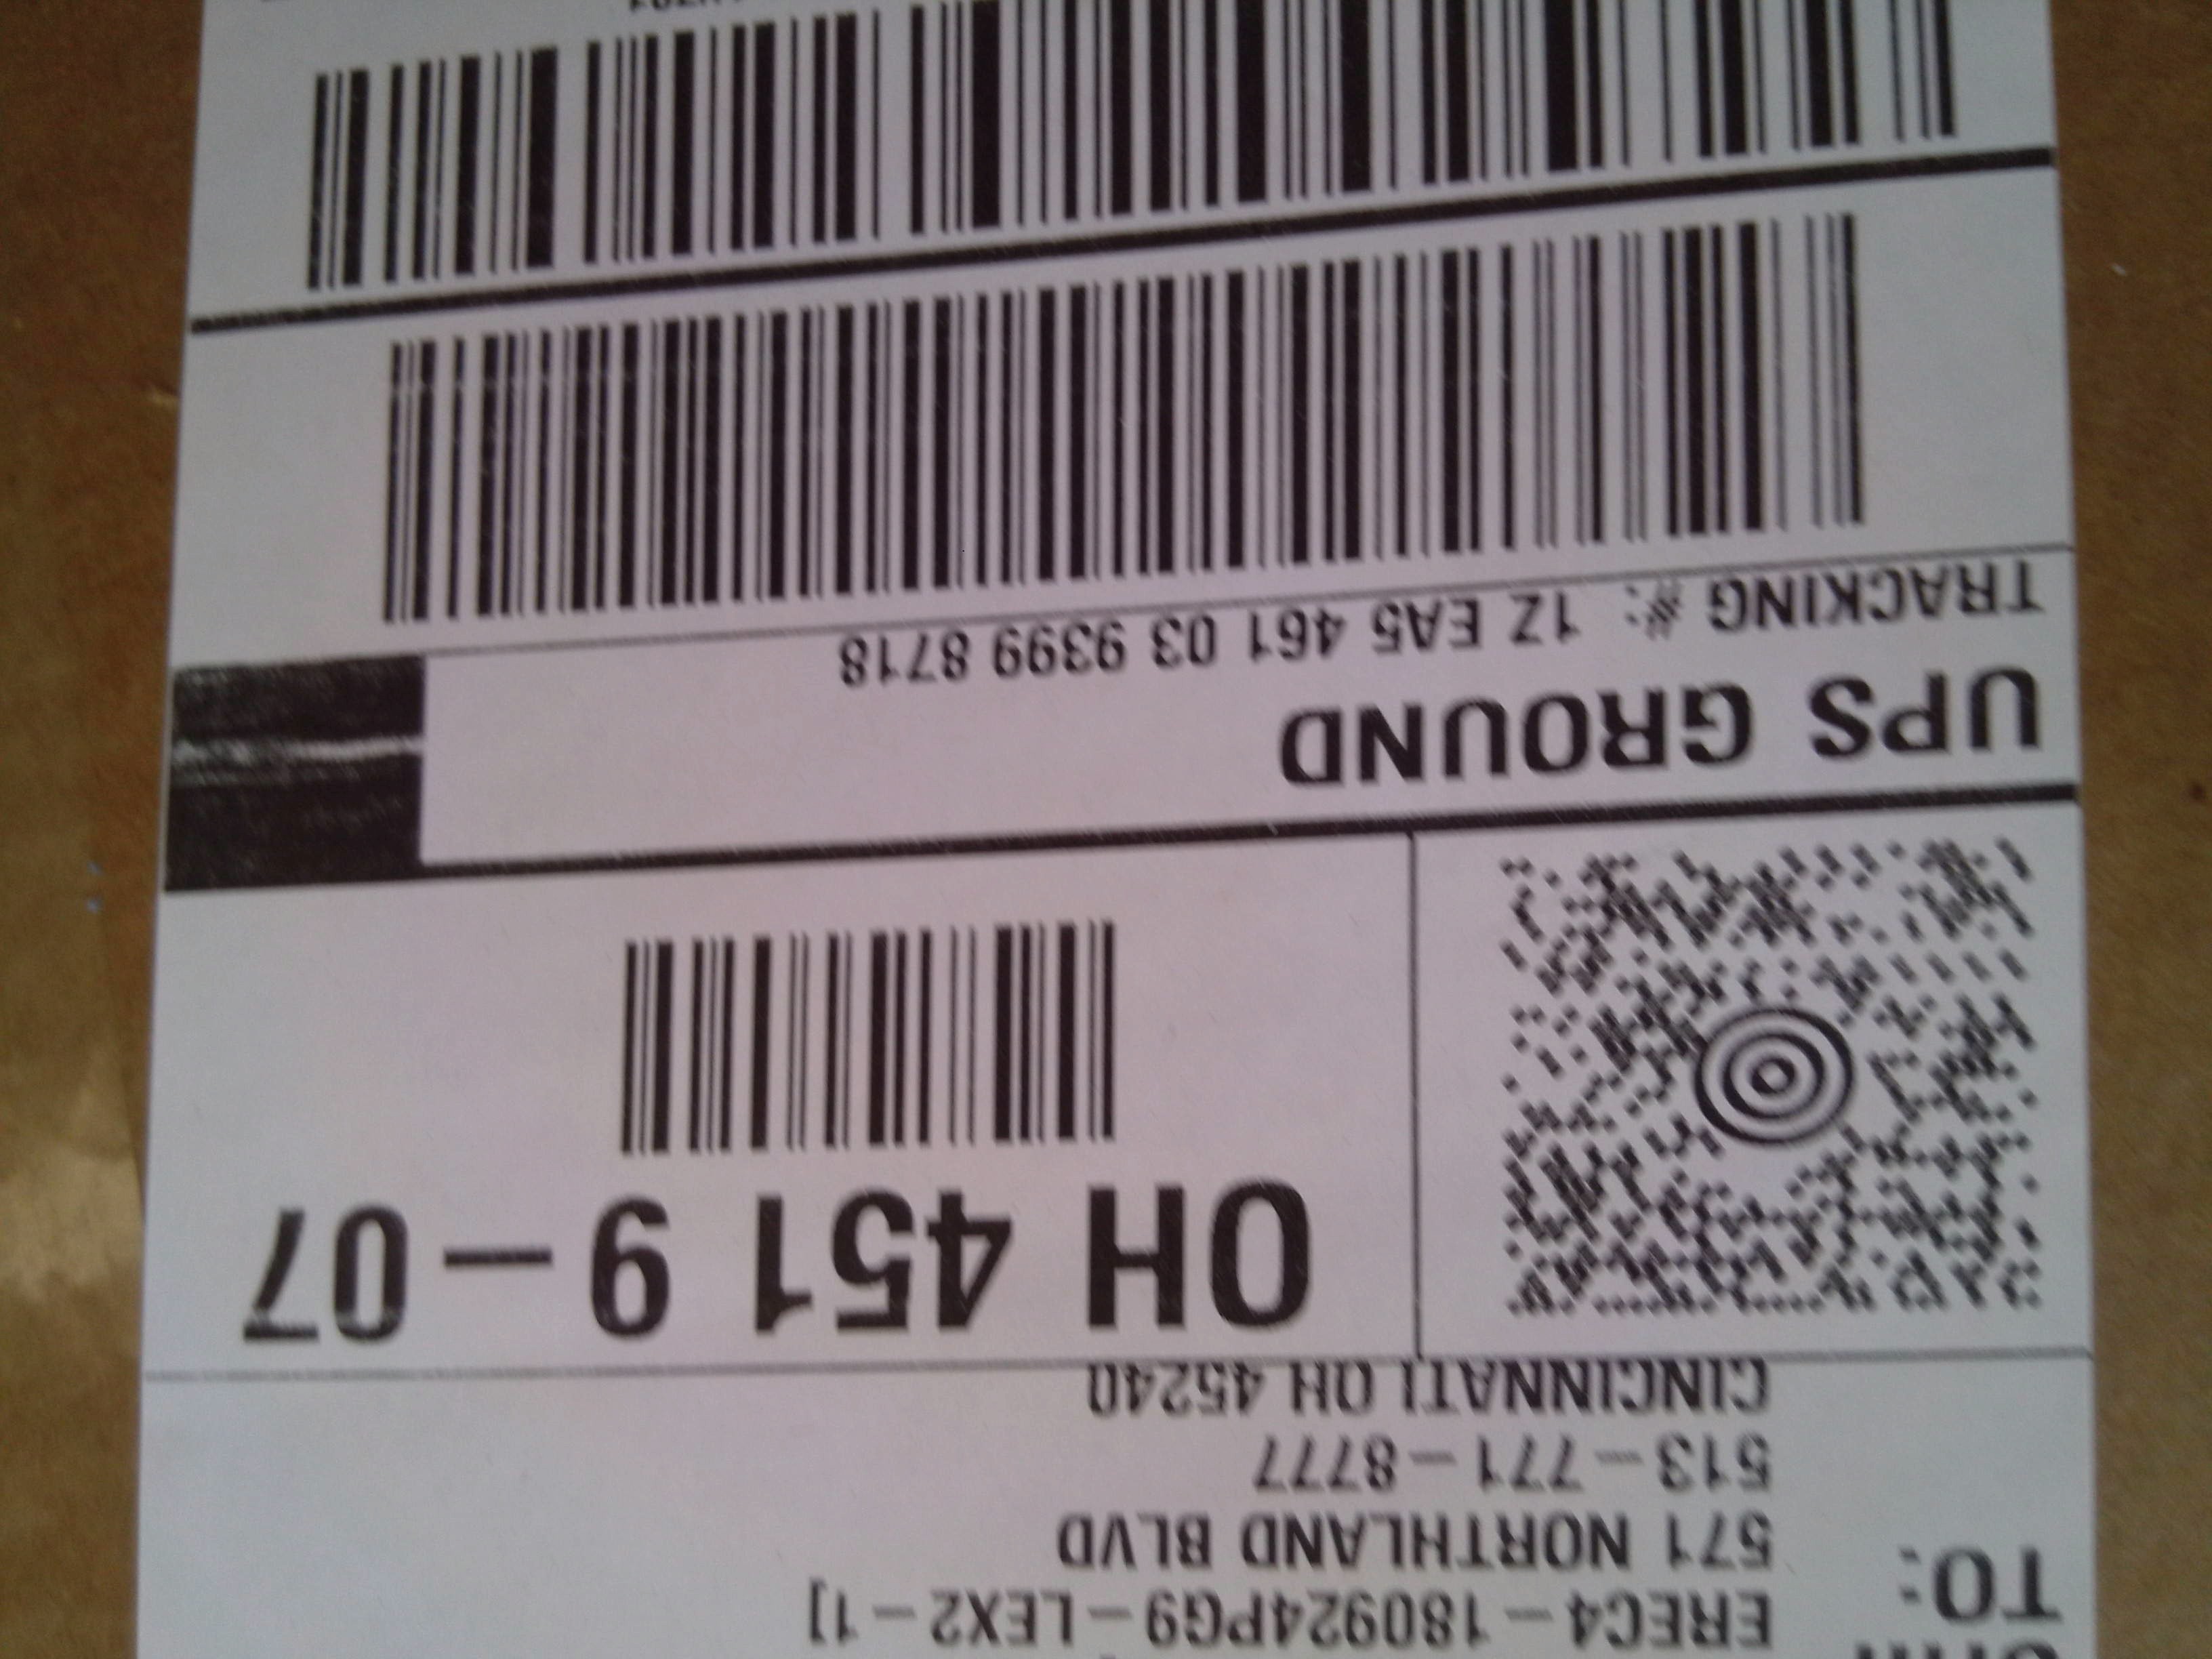 TO:
EREC4-180924PG9-LEX2-1]
571 NORTHLAND BLVD
513-771-8777
CINCINNATI OH 45240
OH 451 9-07
UPS GROUND
TRACKING #: 1Z EA5 461 03 9399 8718